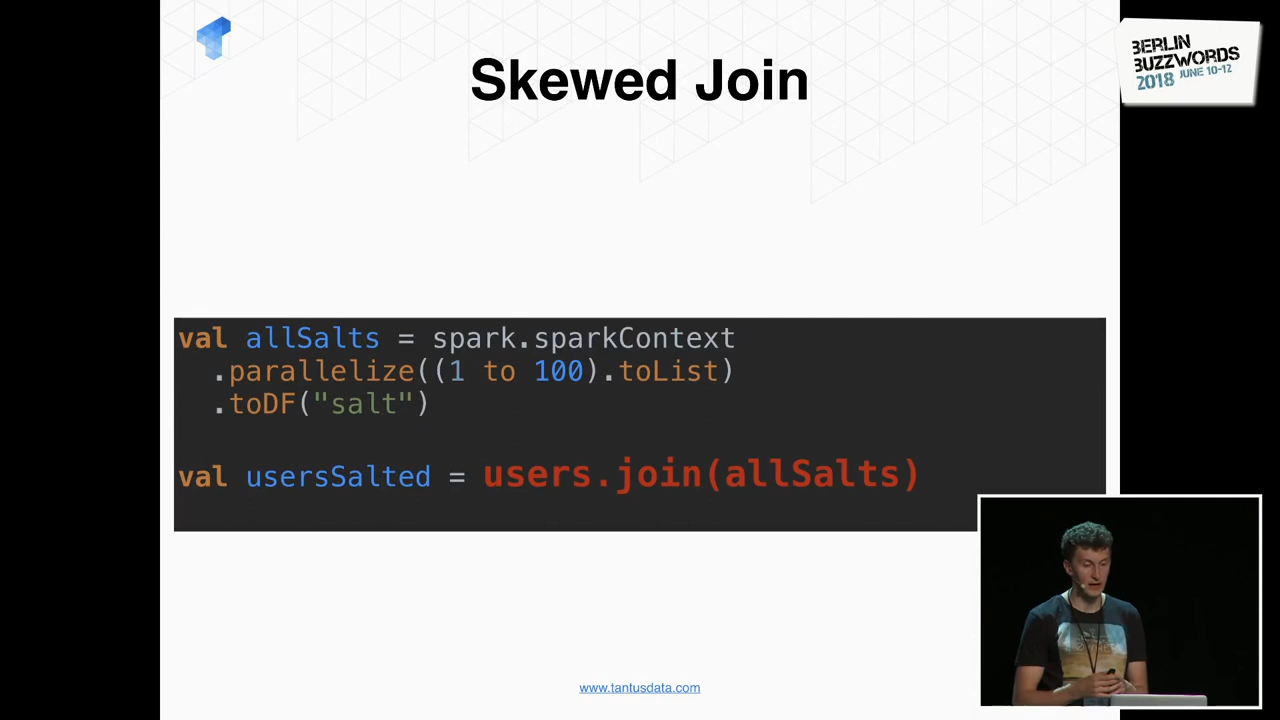 Skewed Join
BERLIN
BUZZWORDS
2018 JUNE 10-12
val allSalts = spark.sparkContext
.parallelize((1 to 100).toList)
.toDF("salt")
val usersSalted = users.join(allSalts)
www.tantusdata.com